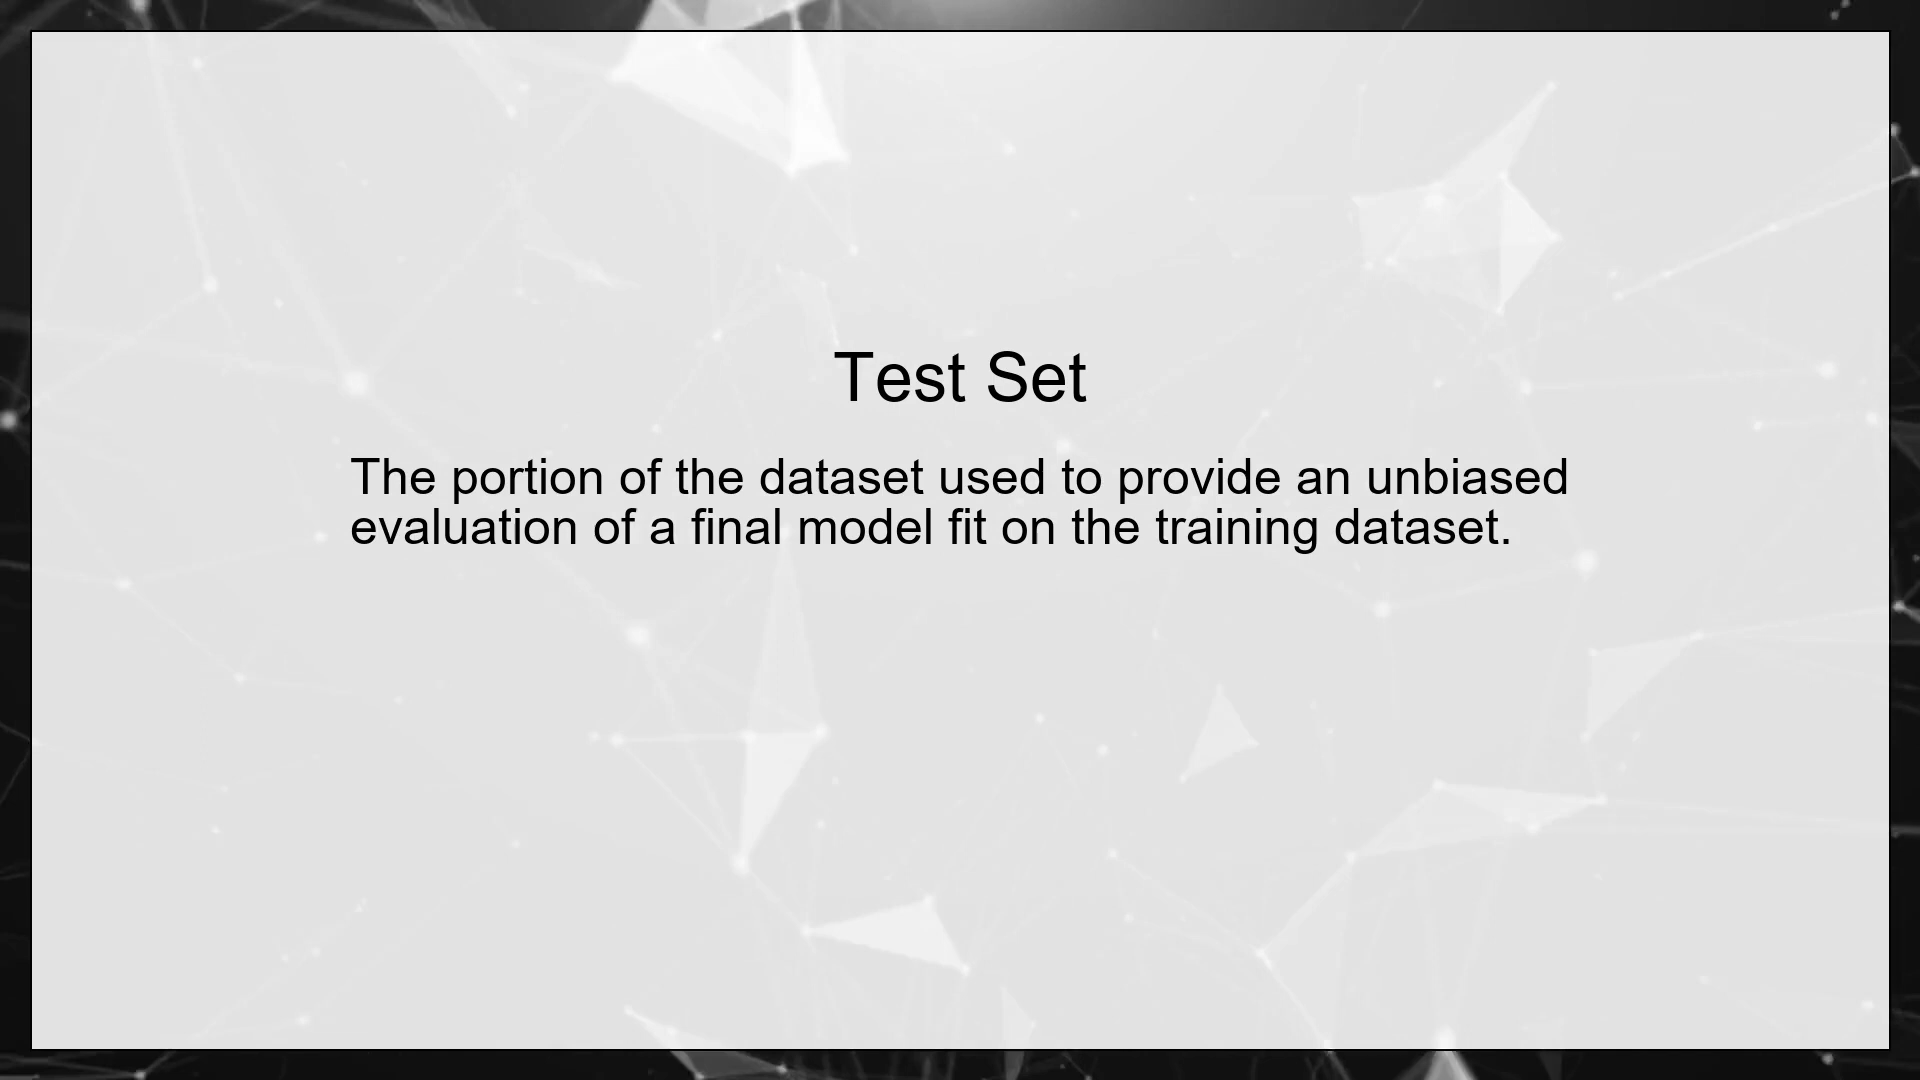 Test Set
The portion of the dataset used to provide an unbiased
evaluation of a final model fit on the training dataset.